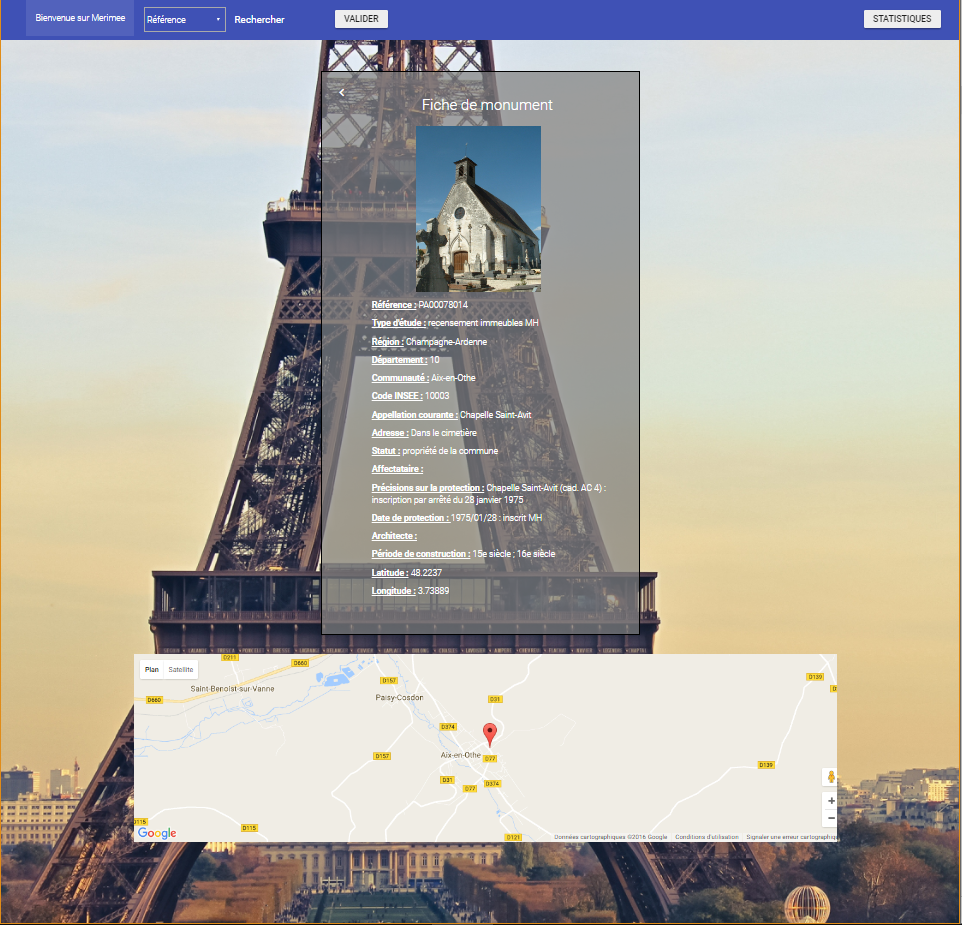 Bienvenue sur Merimee
Référence
Rechercher
VALIDER
STATISTIQUES
Fiche de monument
Référence : PA00078014
Type d'étude : recensement immeubles MH
Région : Champagne-Ardenne
Département : 10
Communauté : Aix-en-Othe
Code INSEE : 10003
Appellation courante : Chapelle Saint-Avit
Adresse : Dans le cimetière
Statut : propriété de la commune
Affectataire :
Précisions sur la protection : Chapelle Saint-Avit (cad. AC 4) :
inscription par arrêté du 28 janvier 1975
Date de protection : 1975/01/28 : inscrit MH
Architecte :
Période de construction : 15e siècle ; 16e siècle
Latitude : 48.2237
Longitude : 3.73889
Plan
Satellite
D211
D660
D660
Saint-Benoist-sur-Vanne
D157
Paisy-Cosdon
D31
D139
D374
Aix-en-Othe
D77
D157
D139
D31
D77
D374
D115
D115
D121
Google
Données cartographiques ©2016 Google
Conditions d'utilisation
Signaler une erreur cartographiqu